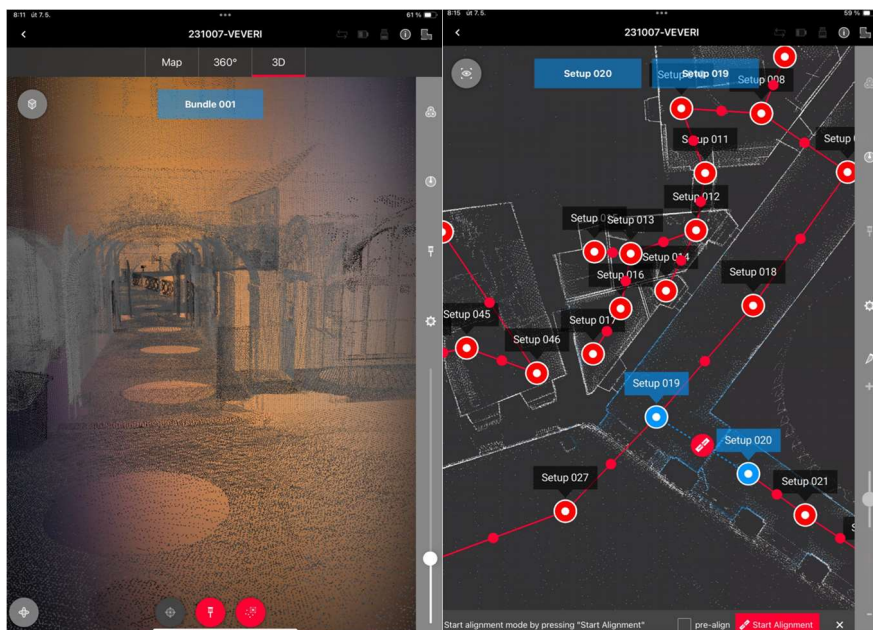 8:11 út 7. 5.
61 %
231007-VEVERI
Map
360°
3D
Bundle 001
8:15 út 7. 5.
59 %
231007-VEVERI
Setup 020
Setup 019
Setup 008
Setup 011
Setup 012
Setup 013
Setup 016
Setup 018
Setup 017
Setup 045
Setup 046
Setup 019
Setup 020
Setup 027
Setup 021
Start alignment mode by pressing "Start Alignment"
pre-align
Start Alignment